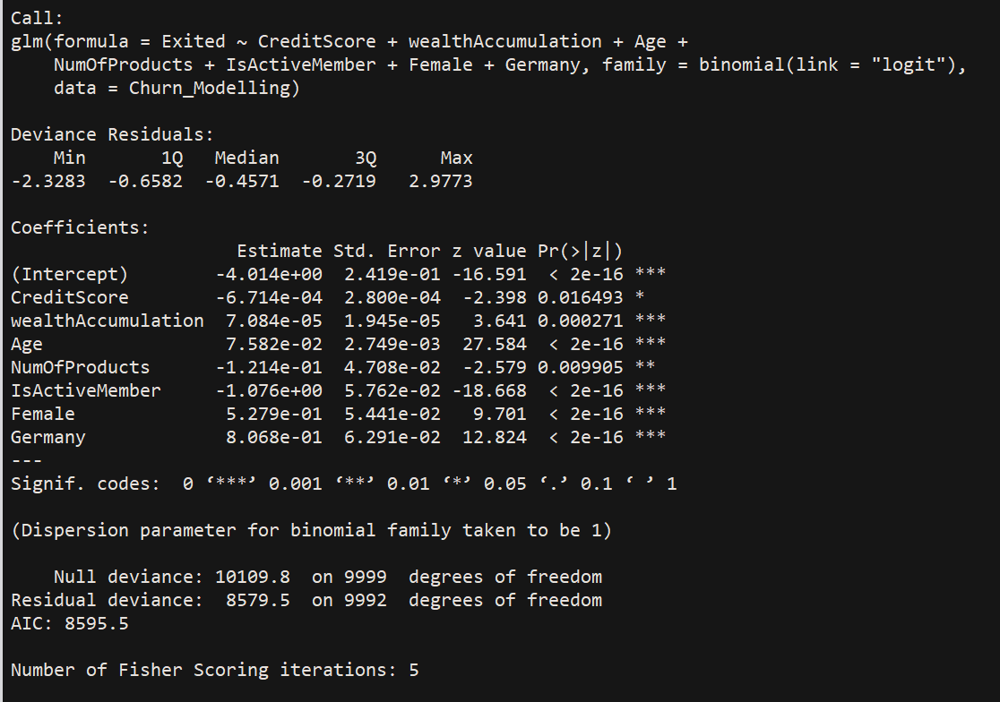 Call:
glm(formula = Exited ~ CreditScore + wealthAccumulation + Age +
    NumOfProducts + IsActiveMember + Female + Germany, family = binomial(link = "logit"),
    data = Churn_Modelling)

Deviance Residuals:
    Min       1Q   Median       3Q      Max
-2.3283  -0.6582  -0.4571  -0.2719   2.9773

Coefficients:
                     Estimate Std. Error z value Pr(>|z|)
(Intercept)        -4.014e+00  2.419e-01 -16.591  < 2e-16 ***
CreditScore        -6.714e-04  2.800e-04  -2.398 0.016493 *
wealthAccumulation  7.084e-05  1.945e-05   3.641 0.000271 ***
Age                 7.582e-02  2.749e-03  27.584  < 2e-16 ***
NumOfProducts      -1.214e-01  4.708e-02  -2.579 0.009905 **
IsActiveMember     -1.076e+00  5.762e-02 -18.668  < 2e-16 ***
Female              5.279e-01  5.441e-02   9.701  < 2e-16 ***
Germany             8.068e-01  6.291e-02  12.824  < 2e-16 ***
---
Signif. codes:  0 ‘***’ 0.001 ‘**’ 0.01 ‘*’ 0.05 ‘.’ 0.1 ‘ ’ 1

(Dispersion parameter for binomial family taken to be 1)

    Null deviance: 10109.8  on 9999  degrees of freedom
Residual deviance:  8579.5  on 9992  degrees of freedom
AIC: 8595.5

Number of Fisher Scoring iterations: 5